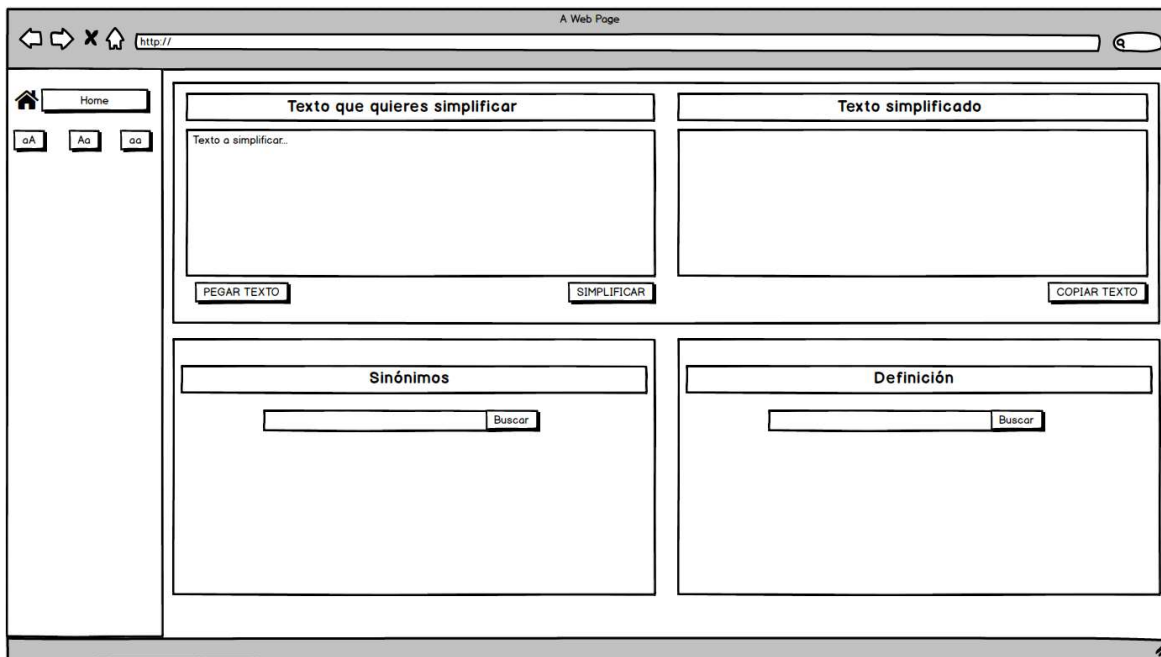 A Web Page
http://
Home
aA Aa aa
Texto que quieres simplificar
Texto a simplificar...
PEGAR TEXTO
SIMPLIFICAR
Texto simplificado
COPIAR TEXTO
Sinónimos
Buscar
Definición
Buscar